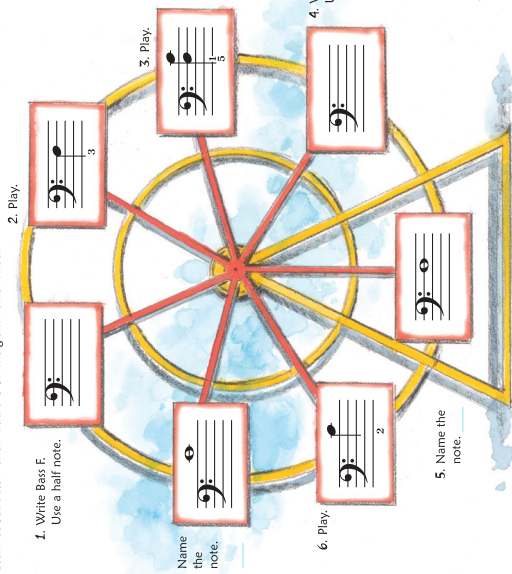 1. Write Bass F.
Use a half note.
2. Play.
3
3. Play.
1
5
4.
5. Name the
note.
6. Play.
2
Name
the
note.